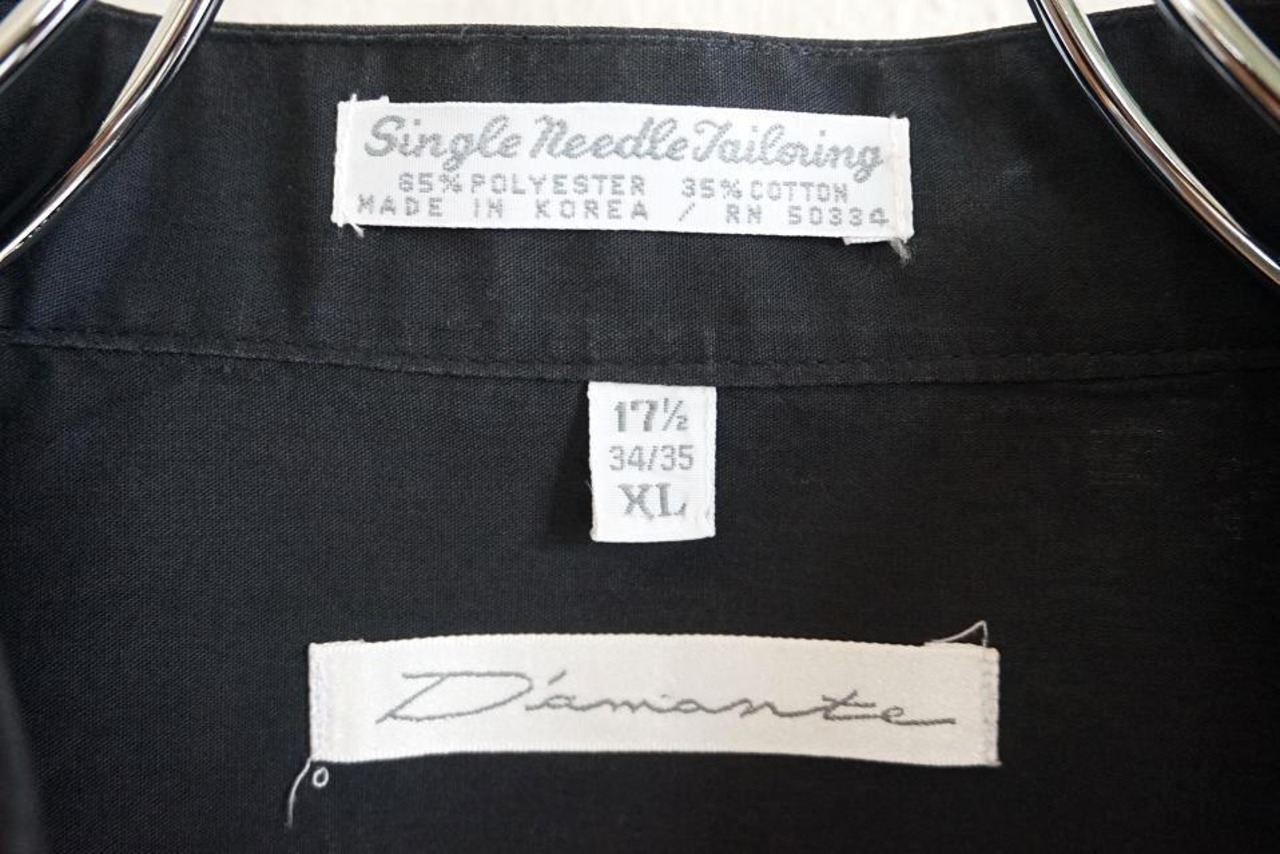 Single Needle Tailoring
65% POLYESTER 35% COTTON
MADE IN KOREA / RN 50334
17½
34/35
XL
D'amante